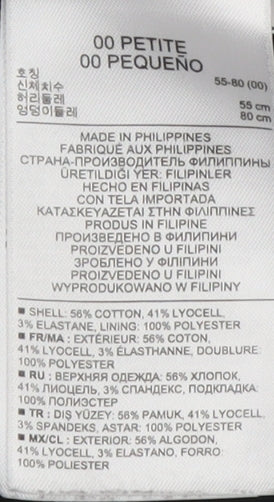 00 PETITE
00 PEQUEÑO
호칭 55-80 (00)
신체치수
허리둘레 55 cm
엉덩이둘레 80 cm
MADE IN PHILIPPINES
FABRIQUÉ AUX PHILIPPINES
СТРАНА-ПРОИЗВОДИТЕЛЬ ФИЛИППИНЫ
ÜRETILDIĞI YER: FILIPINLER
HECHO EN FILIPINAS
CON TELA IMPORTADA
ΚΑΤΑΣΚΕΥΑΖΕΤΑΙ ΣΤΗΝ ΦΙΛΙΠΠΙΝΕΣ
PRODUS IN FILIPINE
ПРОИЗВЕДЕНО В ФИЛИПИНИ
PROIZVEDENO U FILIPINI
ЗРОБЛЕНО У ФІЛІПІНИ
PROIZVEDENO U FILIPINI
WYPRODUKOWANO W FILIPINY
■ SHELL: 56% COTTON, 41% LYOCELL,
3% ELASTANE, LINING: 100% POLYESTER
■ FR/MA: EXTÉRIEUR: 56% COTON,
41% LYOCELL, 3% ÉLASTHANNE, DOUBLURE:
100% POLYESTER
■ RU : ВЕРХНЯЯ ОДЕЖДА: 56% ХЛОПОК,
41% ЛИОЦЕЛЬ, 3% СПАНДЕКС, ПОДКЛАДКА:
100% ПОЛИЭСТЕР
■ TR : DIŞ YÜZEY: 56% PAMUK, 41% LYOCELL,
3% SPANDEKS, ASTAR: 100% POLYESTER
■ MX/CL : EXTERIOR: 56% ALGODON,
41% LYOCELL, 3% ELASTANO, FORRO:
100% POLIESTER